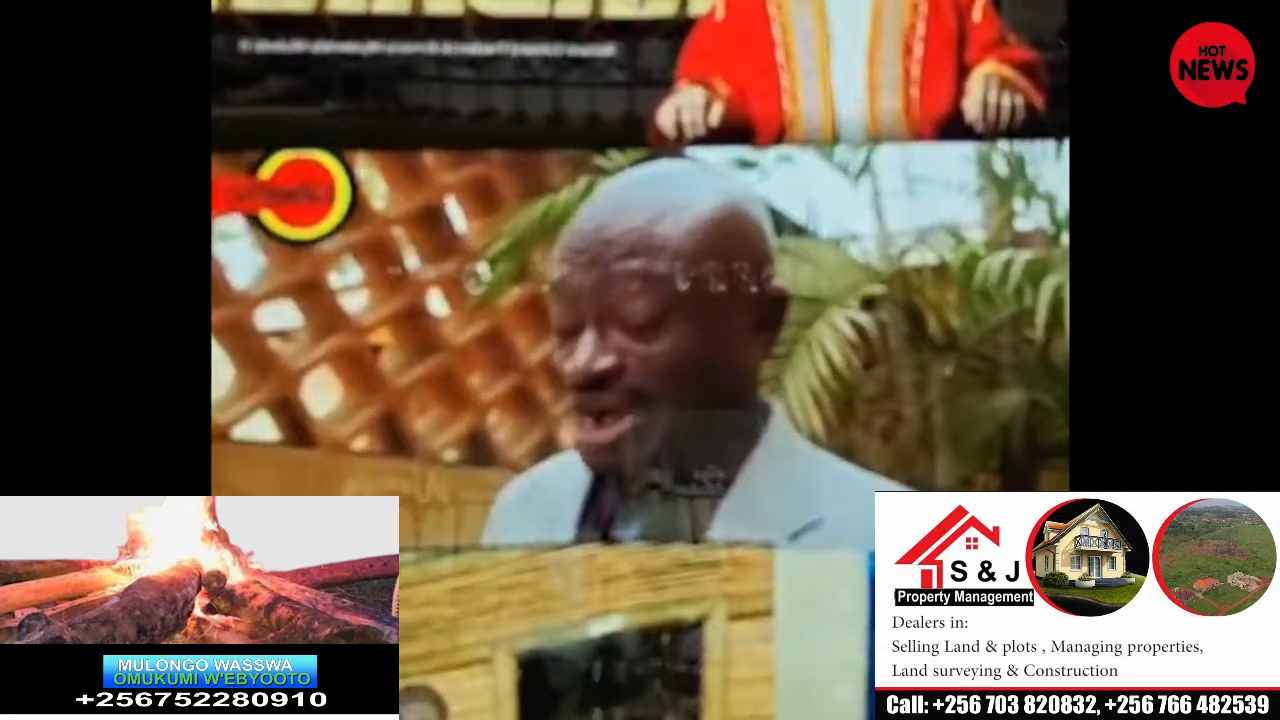 HOT
NEWS
MULONGO WASSWA
OMUKUMI W'EBYOOTO
+256752280910
S & J
Property Management
Dealers in:
Selling Land & plots , Managing properties,
Land surveying & Construction
Call: +256 703 820832, +256 766 482539